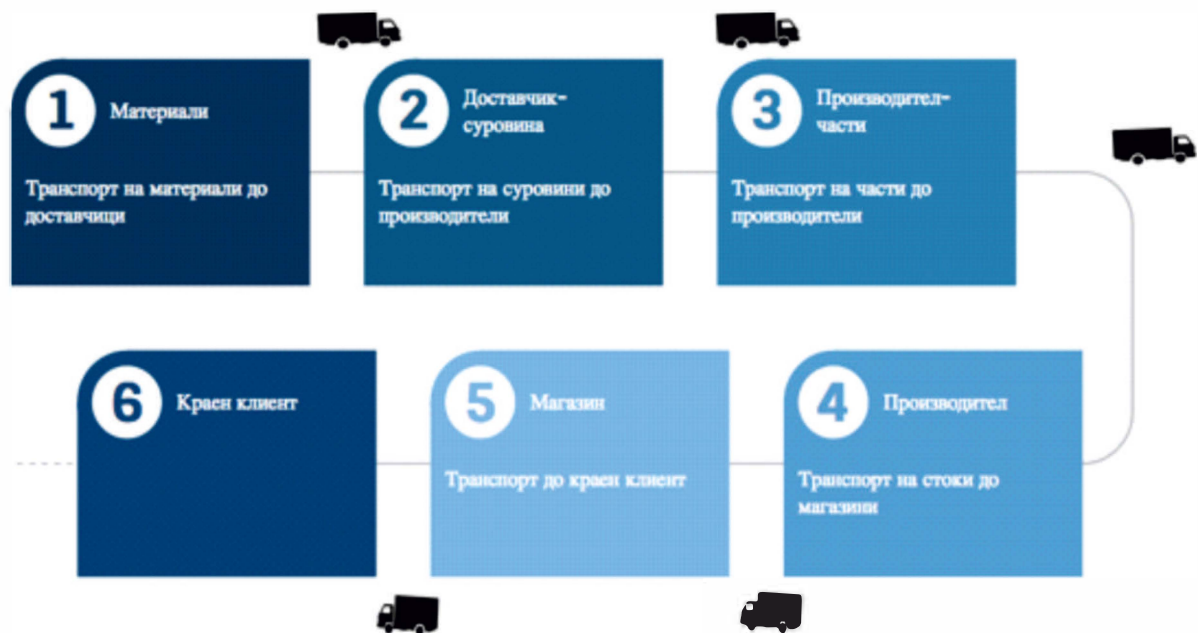 1 Материали
Транспорт на материали до
доставчици
2 Доставчик-
суровина
Транспорт на суровини до
производители
3 Производител-
части
Транспорт на части до
производители
4 Производител
Транспорт на стоки до
магазини
5 Магазин
Транспорт до краен клиент
6 Краен клиент